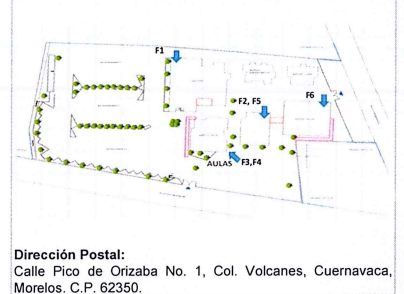 F1
F2, F5
F6
AULAS
F3,F4
Dirección Postal:
Calle Pico de Orizaba No. 1, Col. Volcanes, Cuernavaca,
Morelos. C.P. 62350.